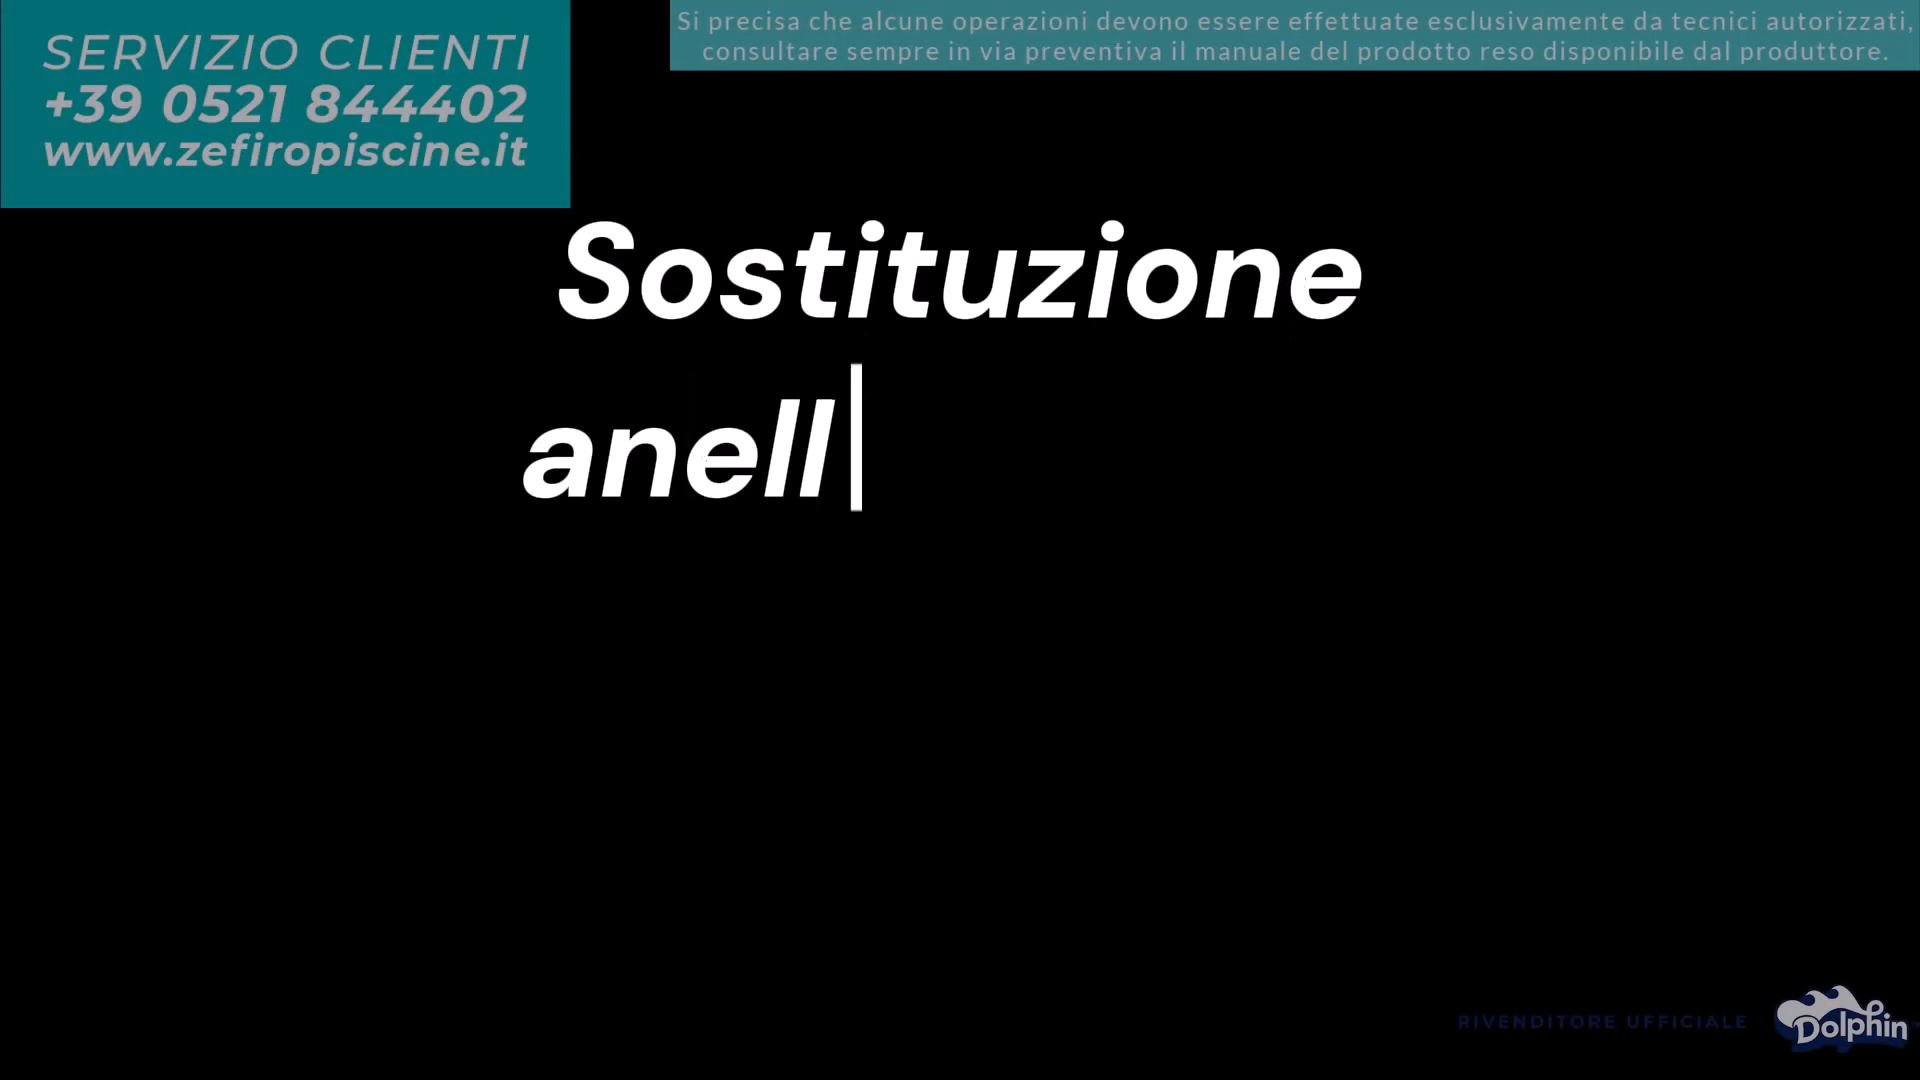 SERVIZIO CLIENTI
+39 0521 844402
www.zefiropiscine.it
Si precisa che alcune operazioni devono essere effettuate esclusivamente da tecnici autorizzati,
consultare sempre in via preventiva il manuale del prodotto reso disponibile dal produttore.
Sostituzione
anell
RIVENDITORE UFFICIALE
Dolphin